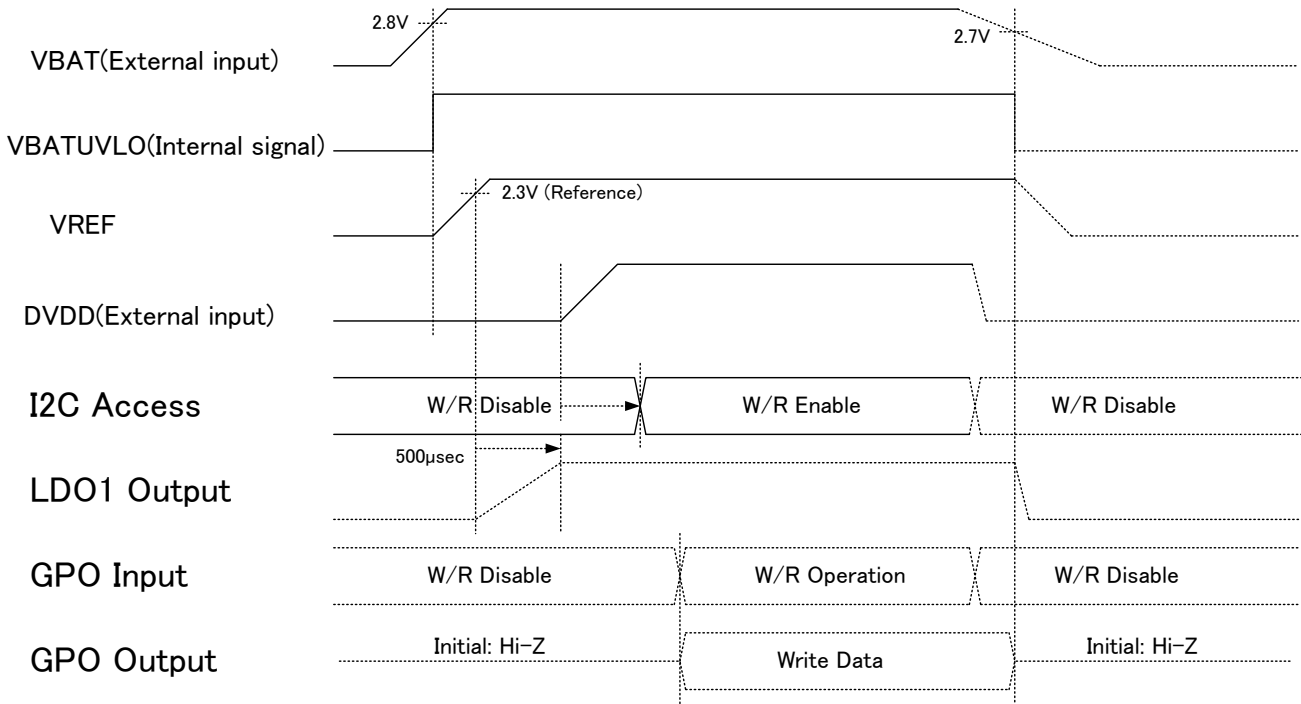 2.8V
2.7V
VBAT(External input)
VBATUVLO(Internal signal)
2.3V (Reference)
VREF
DVDD(External input)
I2C Access
W/R Disable
W/R Enable
W/R Disable
500μsec
LDO1 Output
GPO Input
W/R Disable
W/R Operation
W/R Disable
GPO Output
Initial: Hi-Z
Write Data
Initial: Hi-Z